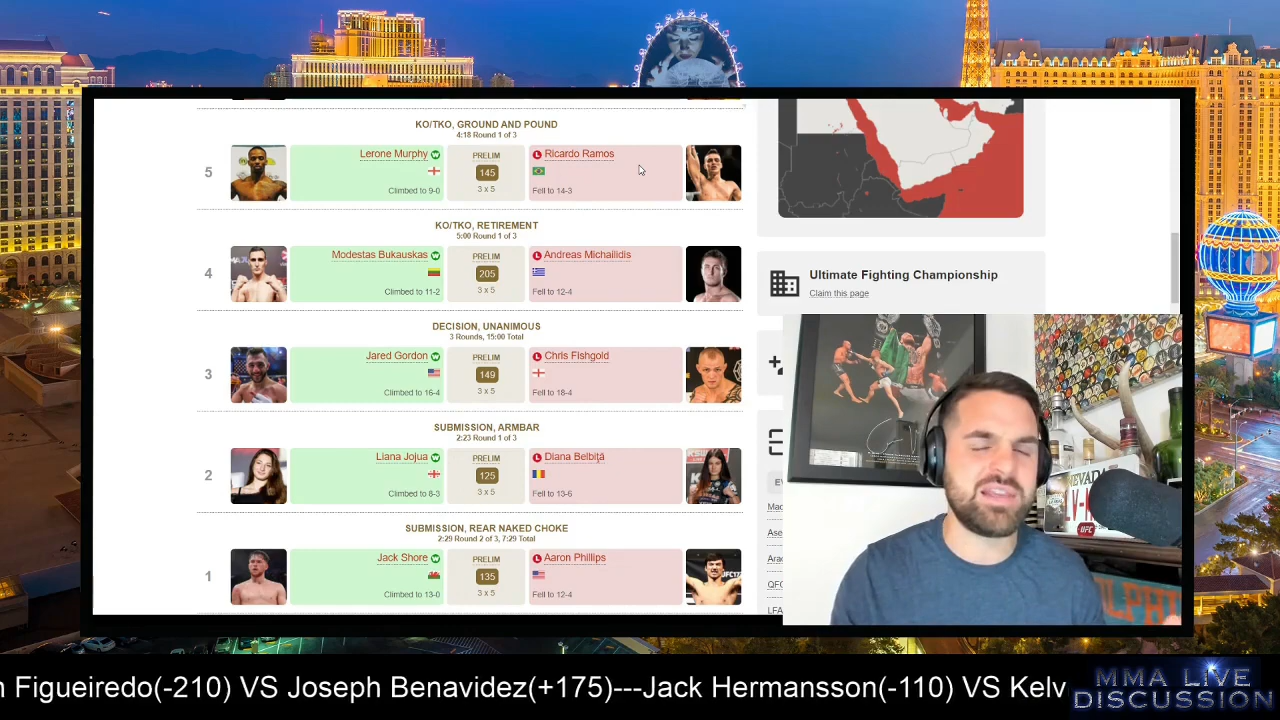 KO/TKO, GROUND AND POUND
4:18 Round 1 of 3
5
Lerone Murphy W
Climbed to 9-0
PRELIM
145
3 x 5
L Ricardo Ramos
Fell to 14-3
KO/TKO, RETIREMENT
5:00 Round 1 of 3
4
Modestas Bukauskas W
Climbed to 11-2
PRELIM
205
3 x 5
L Andreas Michailidis
Fell to 12-4
DECISION, UNANIMOUS
3 Rounds, 15:00 Total
3
Jared Gordon W
Climbed to 16-4
PRELIM
149
3 x 5
L Chris Fishgold
Fell to 18-4
SUBMISSION, ARMBAR
2:23 Round 1 of 3
2
Liana Jojua W
Climbed to 8-3
PRELIM
125
3 x 5
L Diana Belbiţă
Fell to 13-6
SUBMISSION, REAR NAKED CHOKE
2:29 Round 2 of 3, 7:29 Total
1
Jack Shore W
Climbed to 13-0
PRELIM
135
3 x 5
L Aaron Phillips
Fell to 12-4
Ultimate Fighting Championship
Claim this page
Mac
Ase
Ara
QFC
LFA
NEVADA
LV-
UFC
n Figueiredo(-210) VS Joseph Benavidez(+175)---Jack Hermansson(-110) VS Kelv
MMA LIVE
DISCUSSION